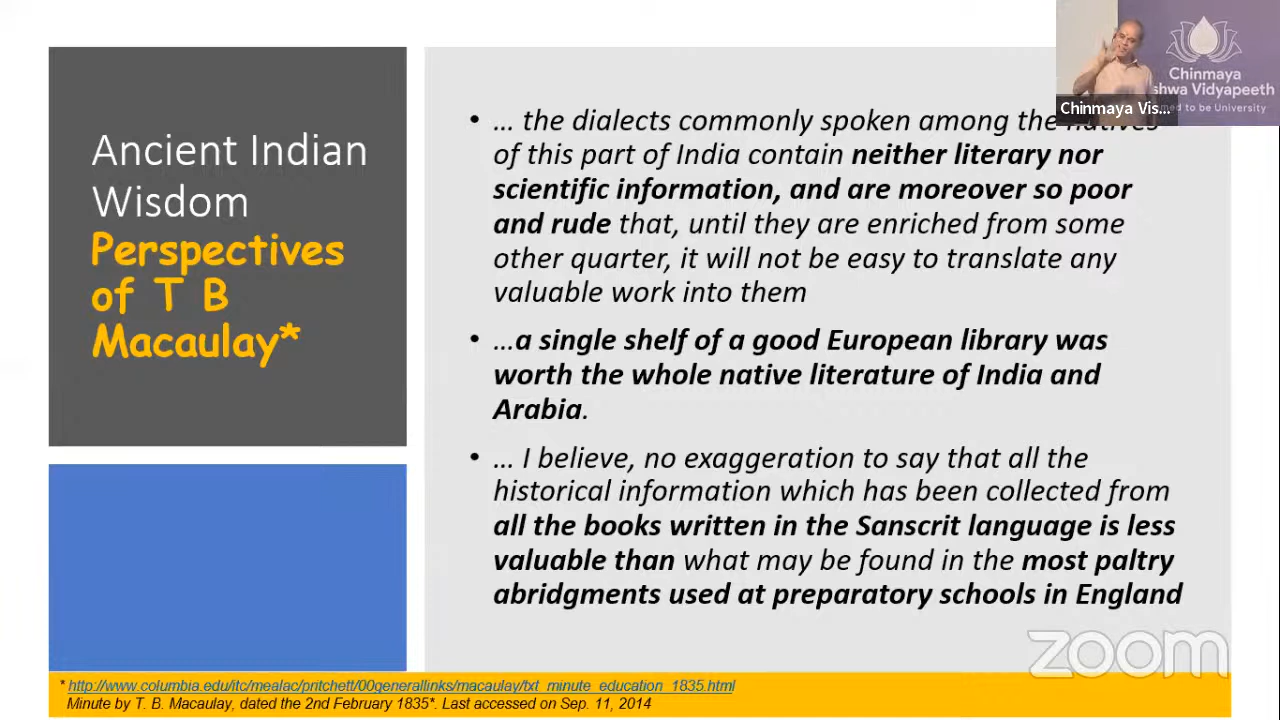 Ancient Indian
Wisdom
Perspectives
of T B
Macaulay*
• … the dialects commonly spoken among the natives
of this part of India contain neither literary nor
scientific information, and are moreover so poor
and rude that, until they are enriched from some
other quarter, it will not be easy to translate any
valuable work into them
• …a single shelf of a good European library was
worth the whole native literature of India and
Arabia.
• … I believe, no exaggeration to say that all the
historical information which has been collected from
all the books written in the Sanscrit language is less
valuable than what may be found in the most paltry
abridgments used at preparatory schools in England
Chinmaya
shwa Vidyapeeth
med to be University
Chinmaya Vis...
zoom
* http://www.columbia.edu/itc/mealac/pritchett/00generallinks/macaulay/txt_minute_education_1835.html
Minute by T. B. Macaulay, dated the 2nd February 1835*. Last accessed on Sep. 11, 2014